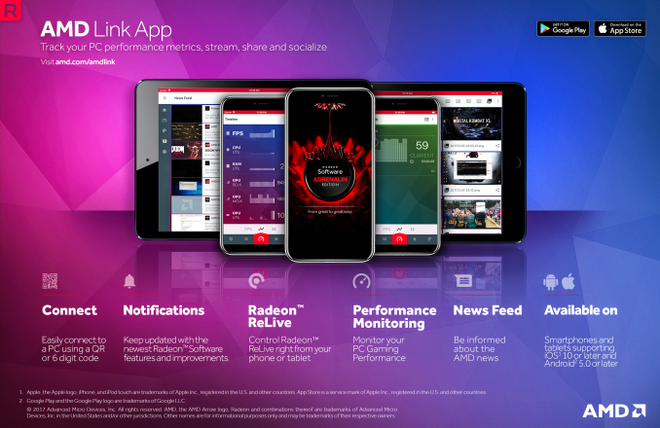 R
AMD Link App
Track your PC performance metrics, stream, share and socialize
Visit amd.com/amdlink
GET IT ON
Google Play
Download on the
App Store
News Feed
Timeline
FPS
CPU
GPU
DOOM
RADEON
Software
ADRENALIN
EDITION
From great to greatness
59
CURRENT
FPS
MORTAL KOMBAT X
Connect
Easily connect to
a PC using a QR
or 6 digit code
Notifications
Keep updated with the
newest Radeon™ Software
features and improvements
Radeon™
ReLive
Control Radeon™
ReLive right from your
phone or tablet
Performance
Monitoring
Monitor your
PC Gaming
Performance
News Feed
Be informed
about the
AMD news
Available on
Smartphones and
tablets supporting
iOS¹ 10 or later and
Android² 5.0 or later
1 Apple, the Apple logo, iPhone, and iPod touch are trademarks of Apple Inc., registered in the U.S. and other countries. App Store is a service mark of Apple Inc., registered in the U.S. and other countries.
2 Google Play and the Google Play logo are trademarks of Google LLC.
© 2017 Advanced Micro Devices, Inc. All rights reserved. AMD, the AMD Arrow logo, Radeon and combinations thereof are trademarks of Advanced Micro
Devices, Inc. in the United States and/or other jurisdictions. Other names are for informational purposes only and may be trademarks of their respective owners.
AMD